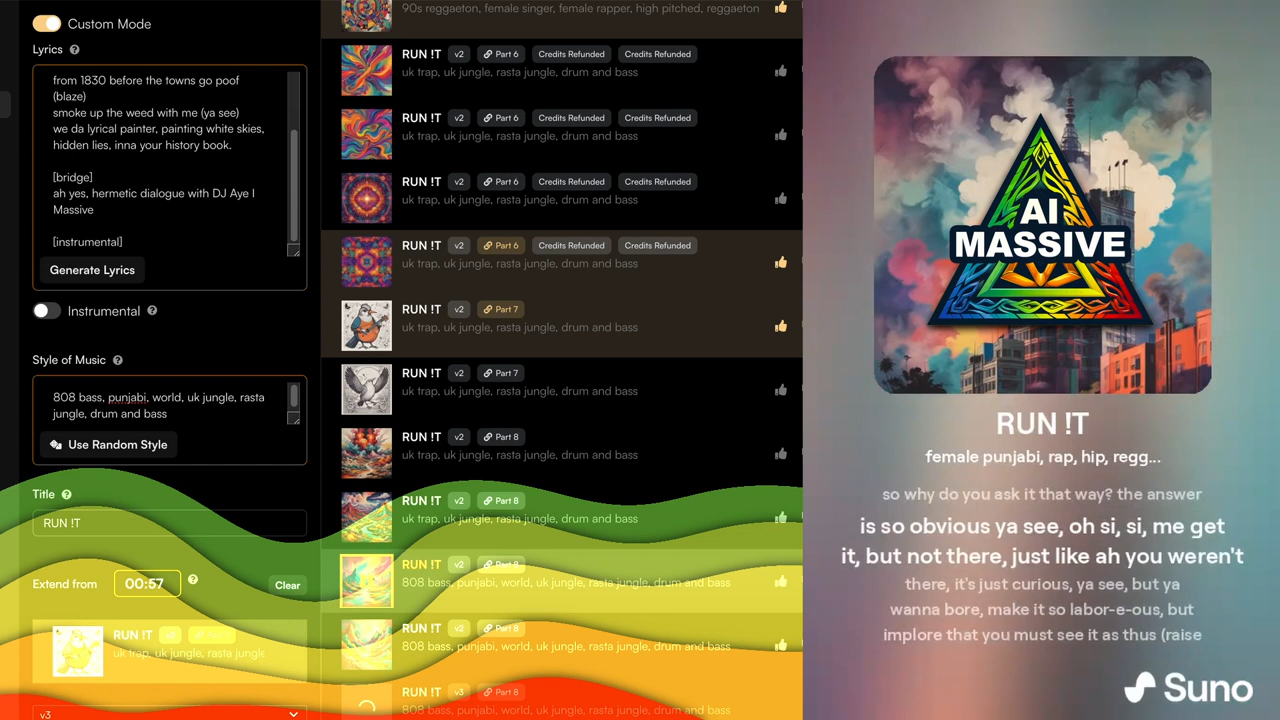 Custom Mode
Lyrics
from 1830 before the towns go poof
(blaze)
smoke up the weed with me (ya see)
we da lyrical painter, painting white skies,
hidden lies, inna your history book.
[bridge]
ah yes, hermetic dialogue with DJ Aye I
Massive
[instrumental]
Generate Lyrics
Instrumental
Style of Music
808 bass, punjabi, world, uk jungle, rasta
jungle, drum and bass
Use Random Style
Title
RUN !T
Extend from 00:57 Clear
RUN !T
uk trap, uk jungle, rasta jungle
v3
90s reggaeton, female singer, female rapper, high pitched, reggaeton
RUN !T v2 Part 6 Credits Refunded Credits Refunded
uk trap, uk jungle, rasta jungle, drum and bass
RUN !T v2 Part 6 Credits Refunded Credits Refunded
uk trap, uk jungle, rasta jungle, drum and bass
RUN !T v2 Part 6 Credits Refunded Credits Refunded
uk trap, uk jungle, rasta jungle, drum and bass
RUN !T v2 Part 6 Credits Refunded Credits Refunded
uk trap, uk jungle, rasta jungle, drum and bass
RUN !T v2 Part 7
uk trap, uk jungle, rasta jungle, drum and bass
RUN !T v2 Part 7
uk trap, uk jungle, rasta jungle, drum and bass
RUN !T v2 Part 8
uk trap, uk jungle, rasta jungle, drum and bass
RUN !T v2 Part 8
uk trap, uk jungle, rasta jungle, drum and bass
RUN !T v2 Part 8
808 bass, punjabi, world, uk jungle, rasta jungle, drum and bass
RUN !T v2 Part 8
808 bass, punjabi, world, uk jungle, rasta jungle, drum and bass
RUN !T v3 Part 8
808 bass, punjabi, world, uk jungle, rasta jungle, drum and bass
AI
MASSIVE
RUN !T
female punjabi, rap, hip, regg...
so why do you ask it that way? the answer
is so obvious ya see, oh si, si, me get
it, but not there, just like ah you weren't
there, it's just curious, ya see, but ya
wanna bore, make it so labor-e-ous, but
implore that you must see it as thus (raise
Suno